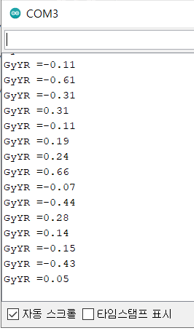 COM3
GyYR =-0.11
GyYR =-0.61
GyYR =-0.31
GyYR =0.31
GyYR =-0.11
GyYR =0.19
GyYR =0.24
GyYR =0.66
GyYR =-0.07
GyYR =-0.44
GyYR =0.28
GyYR =0.14
GyYR =-0.15
GyYR =-0.43
GyYR =0.05
자동 스크롤 타임스탬프 표시